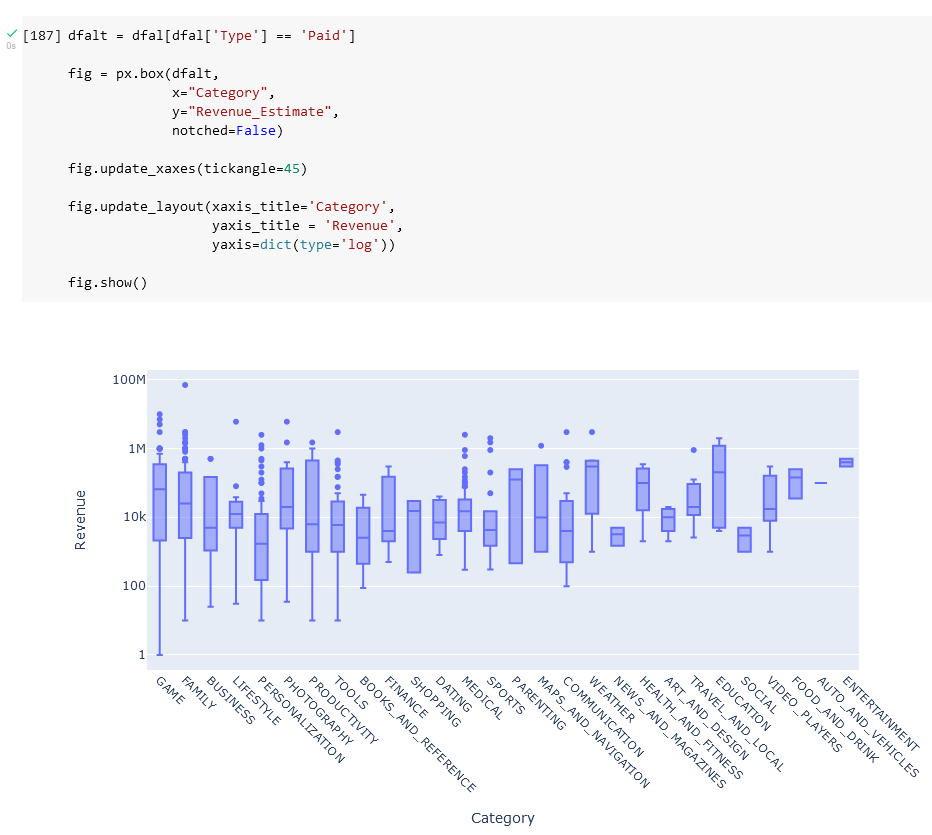 [187] dfalt = dfal[dfal['Type'] == 'Paid']
0s
fig = px.box(dfalt,
x="Category",
y="Revenue_Estimate",
notched=False)
fig.update_xaxes(tickangle=45)
fig.update_layout(xaxis_title='Category',
yaxis_title = 'Revenue',
yaxis=dict(type='log'))
fig.show()
100M
1M
10k
100
1
Revenue
GAME
FAMILY
BUSINESS
LIFESTYLE
PERSONALIZATION
PHOTOGRAPHY
PRODUCTIVITY
TOOLS
BOOKS_AND_REFERENCE
FINANCE
SHOPPING
DATING
MEDICAL
SPORTS
PARENTING
MAPS_AND_NAVIGATION
COMMUNICATION
WEATHER
NEWS_AND_MAGAZINES
HEALTH_AND_FITNESS
ART_AND_DESIGN
TRAVEL_AND_LOCAL
EDUCATION
SOCIAL
VIDEO_PLAYERS
FOOD_AND_DRINK
AUTO_AND_VEHICLES
ENTERTAINMENT
Category